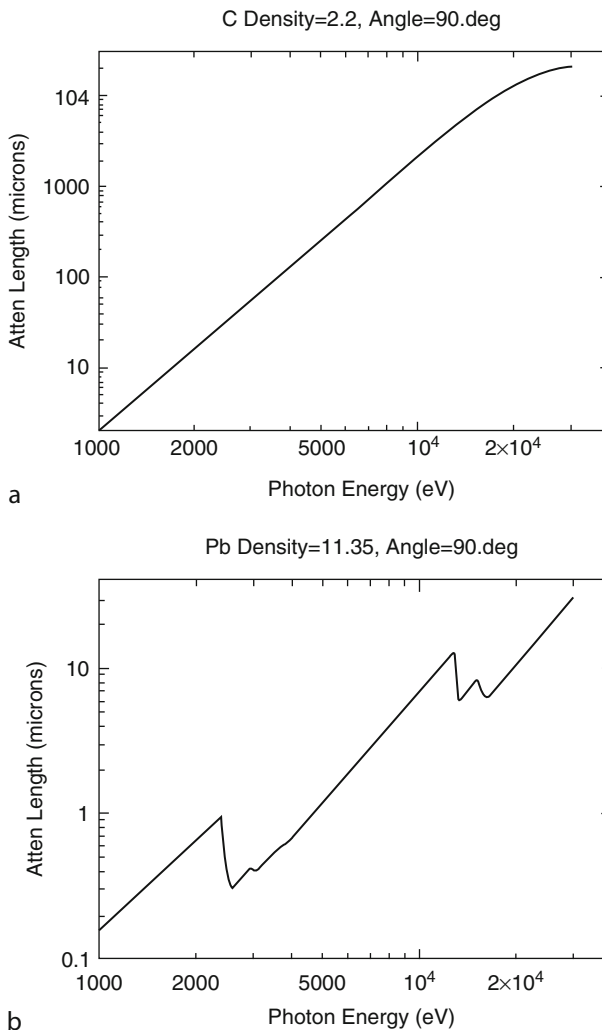 C Density=2.2, Angle=90.deg
Atten Length (microns)
104
1000
100
10
1000 2000 5000 10⁴ 2×10⁴
Photon Energy (eV)
a
Pb Density=11.35, Angle=90.deg
Atten Length (microns)
10
1
0.1
1000 2000 5000 10⁴ 2×10⁴
Photon Energy (eV)
b